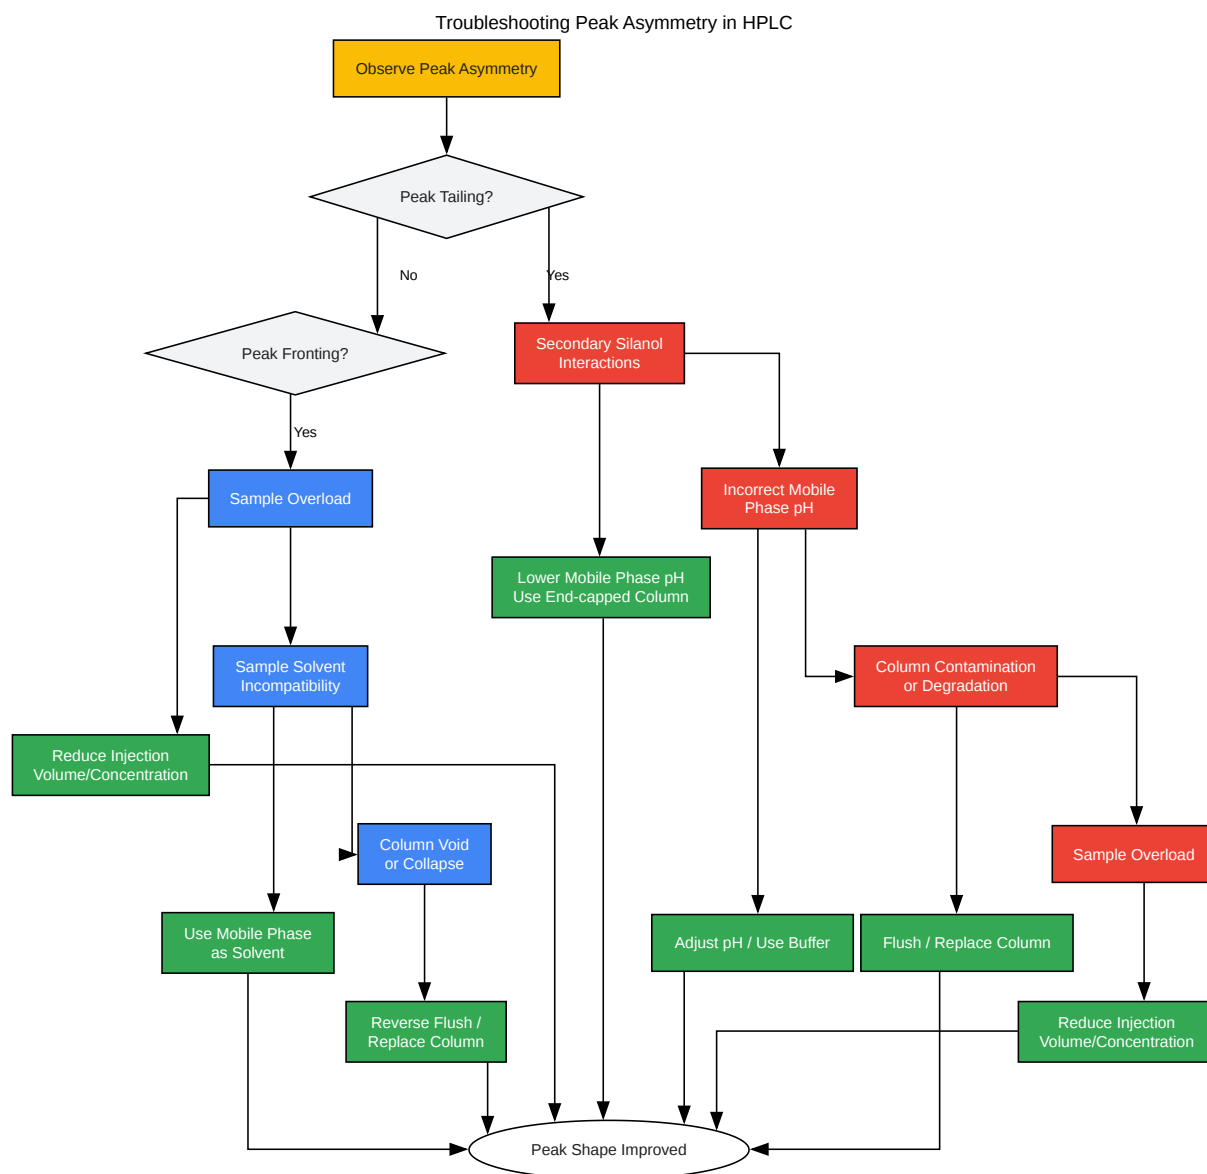 Troubleshooting Peak Asymmetry in HPLC
Observe Peak Asymmetry
Peak Tailing?
No
Yes
Peak Fronting?
Secondary Silanol
Interactions
Yes
Sample Overload
Incorrect Mobile
Phase pH
Lower Mobile Phase pH
Use End-capped Column
Sample Solvent
Incompatibility
Column Contamination
or Degradation
Reduce Injection
Volume/Concentration
Column Void
or Collapse
Sample Overload
Use Mobile Phase
as Solvent
Adjust pH / Use Buffer
Flush / Replace Column
Reverse Flush /
Replace Column
Reduce Injection
Volume/Concentration
Peak Shape Improved